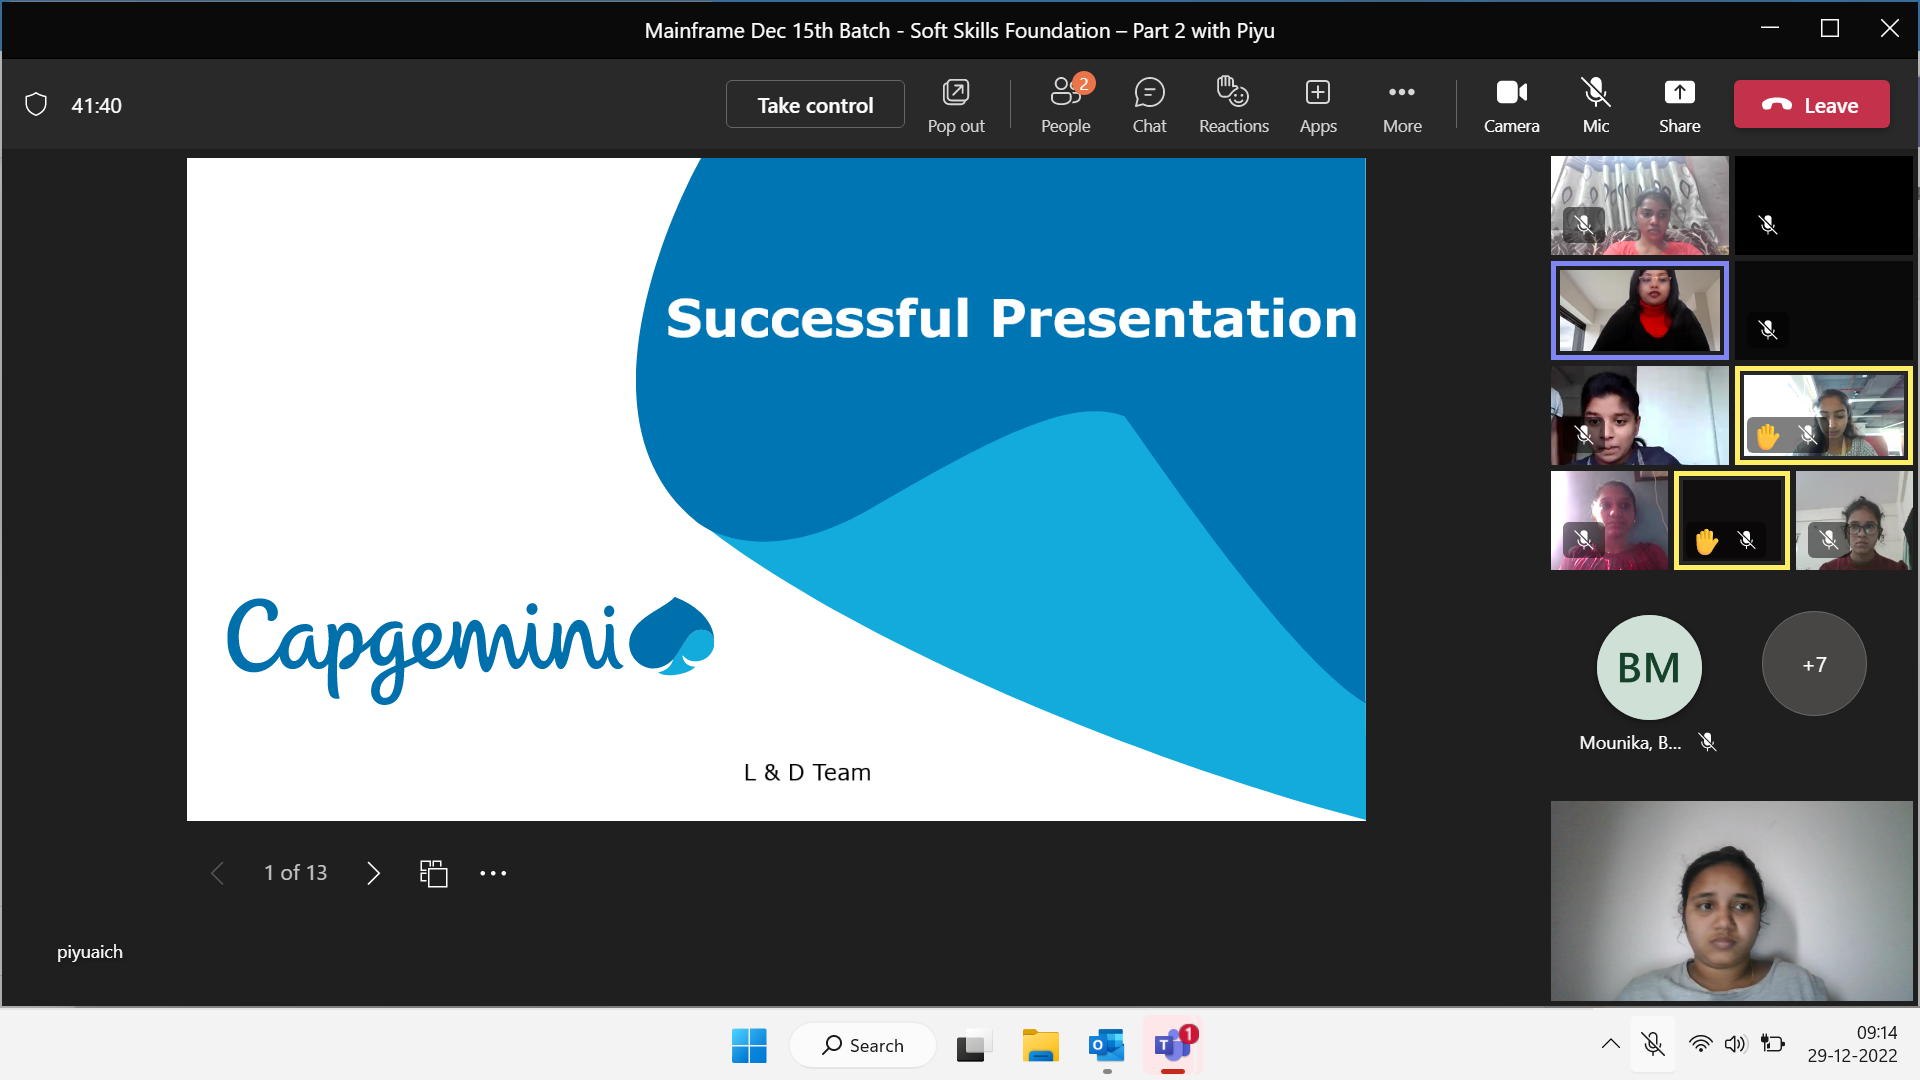 Mainframe Dec 15th Batch - Soft Skills Foundation – Part 2 with Piyu
41:40
Take control
Pop out
2
People
Chat
Reactions
Apps
More
Camera
Mic
Share
Leave
Successful Presentation
Capgemini
L & D Team
BM
+7
Mounika, B...
1 of 13
piyuaich
Search
O
T
1
09:14
29-12-2022